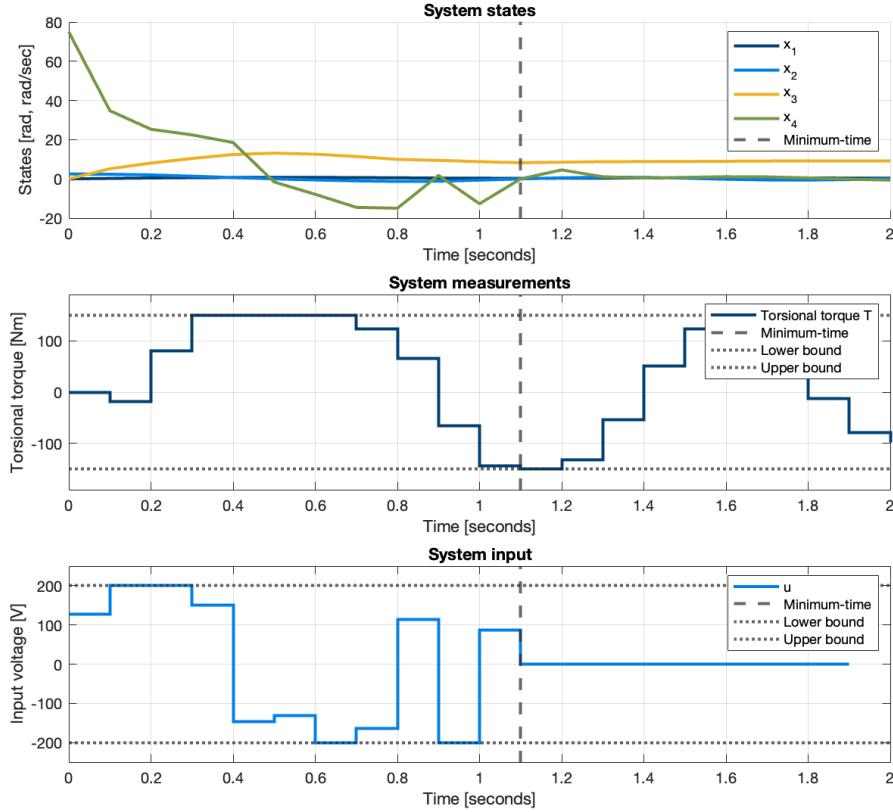 System states
States [rad, rad/sec]
80
60
40
20
0
-20
x1
x2
x3
x4
Minimum-time
0 0.2 0.4 0.6 0.8 1 1.2 1.4 1.6 1.8 2
Time [seconds]
System measurements
Torsional torque [Nm]
100
0
-100
Torsional torque T
Minimum-time
Lower bound
Upper bound
0 0.2 0.4 0.6 0.8 1 1.2 1.4 1.6 1.8 2
Time [seconds]
System input
Input voltage [V]
200
100
0
-100
-200
u
Minimum-time
Lower bound
Upper bound
0 0.2 0.4 0.6 0.8 1 1.2 1.4 1.6 1.8 2
Time [seconds]